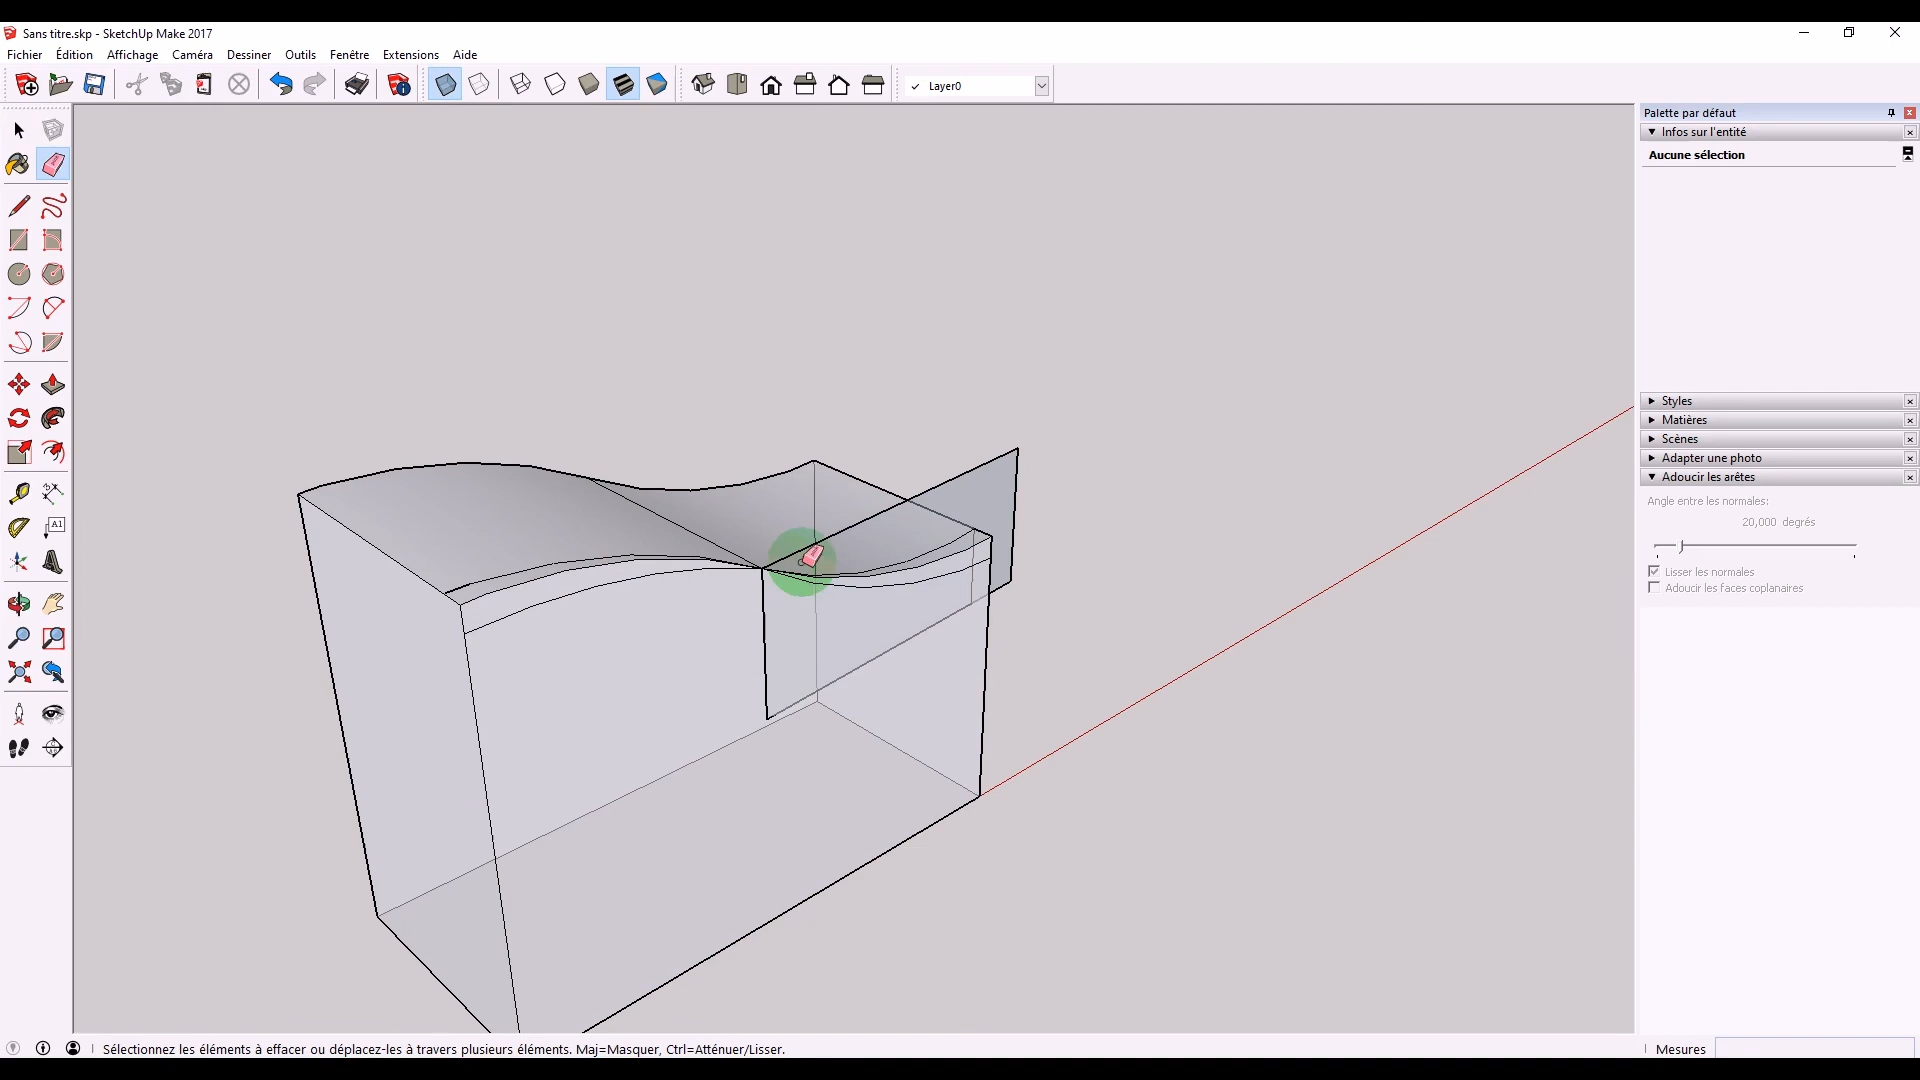 Sans titre.skp - SketchUp Make 2017
Fichier Édition Affichage Caméra Dessiner Outils Fenêtre Extensions Aide
Layer0
Palette par défaut
Infos sur l'entité
Aucune sélection
A1
Styles
Matières
Scènes
Adapter une photo
Adoucir les arêtes
Angle entre les normales:
20,000 degrés
Lisser les normales
Adoucir les faces coplanaires
Sélectionnez les éléments à effacer ou déplacez-les à travers plusieurs éléments. Maj=Masquer, Ctrl=Atténuer/Lisser.
Mesures